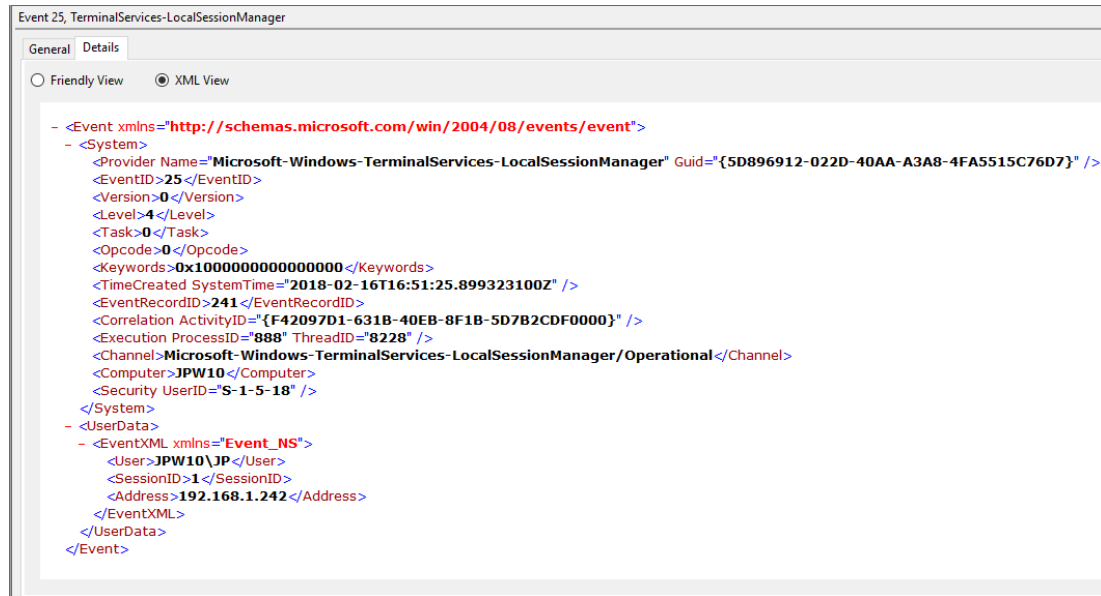 Event 25, TerminalServices-LocalSessionManager
General Details
Friendly View XML View
- <Event xmlns="http://schemas.microsoft.com/win/2004/08/events/event">
- <System>
<Provider Name="Microsoft-Windows-TerminalServices-LocalSessionManager" Guid="{5D896912-022D-40AA-A3A8-4FA5515C76D7}" />
<EventID>25</EventID>
<Version>0</Version>
<Level>4</Level>
<Task>0</Task>
<Opcode>0</Opcode>
<Keywords>0x1000000000000000</Keywords>
<TimeCreated SystemTime="2018-02-16T16:51:25.899323100Z" />
<EventRecordID>241</EventRecordID>
<Correlation ActivityID="{F42097D1-631B-40EB-8F1B-5D7B2CDF0000}" />
<Execution ProcessID="888" ThreadID="8228" />
<Channel>Microsoft-Windows-TerminalServices-LocalSessionManager/Operational</Channel>
<Computer>JPW10</Computer>
<Security UserID="S-1-5-18" />
</System>
- <UserData>
- <EventXML xmlns="Event_NS">
<User>JPW10\JP</User>
<SessionID>1</SessionID>
<Address>192.168.1.242</Address>
</EventXML>
</UserData>
</Event>